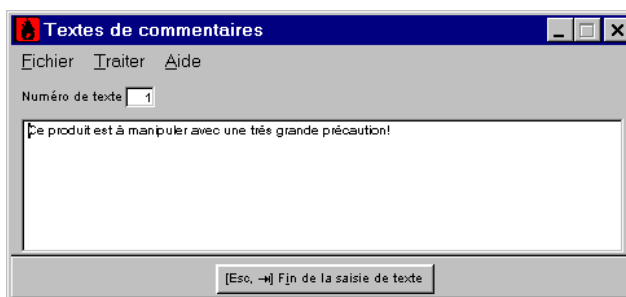 Textes de commentaires
Fichier Traiter Aide
Numéro de texte 1
Ce produit est à manipuler avec une très grande précaution!
[Esc, →|] Fin de la saisie de texte